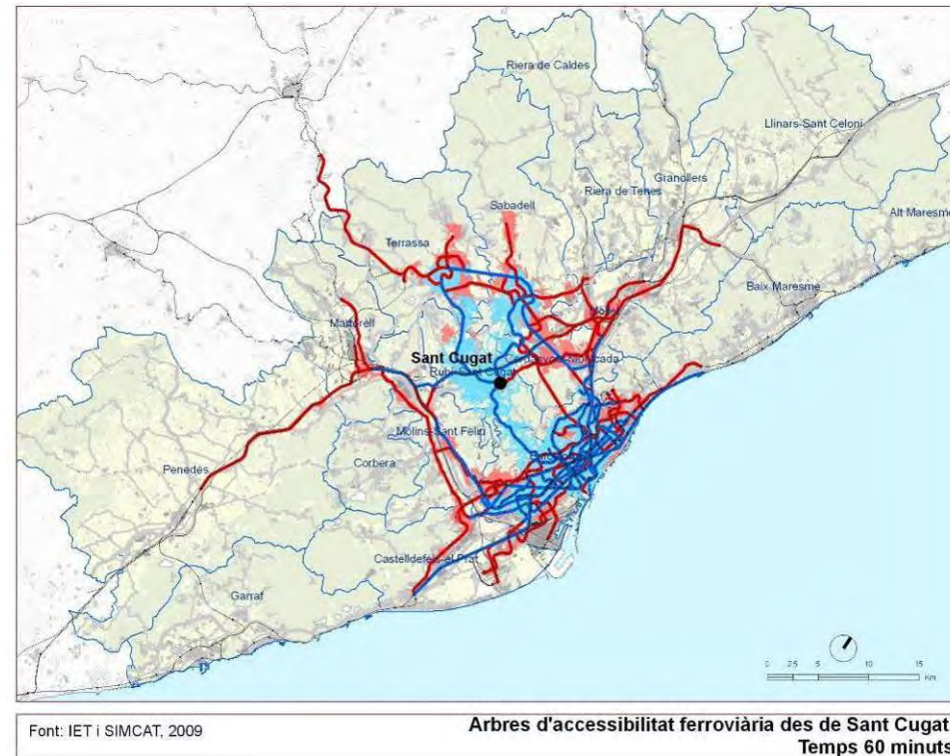 Riera de Caldes
Llinars-Sant Celoni
Granollers
Riera de Tenes
Sabadell
Alt Maresme
Terrassa
Baix Maresme
Martorell
Sant Cugat
Rubí-Sant Cugat
Molins-Sant Feliu
Corbera
Penedès
Castelldefels-el Prat
Garraf
0 2,5 5 10 15
Km
Font: IET i SIMCAT, 2009
Arbres d'accessibilitat ferroviària des de Sant Cugat
Temps 60 minuts